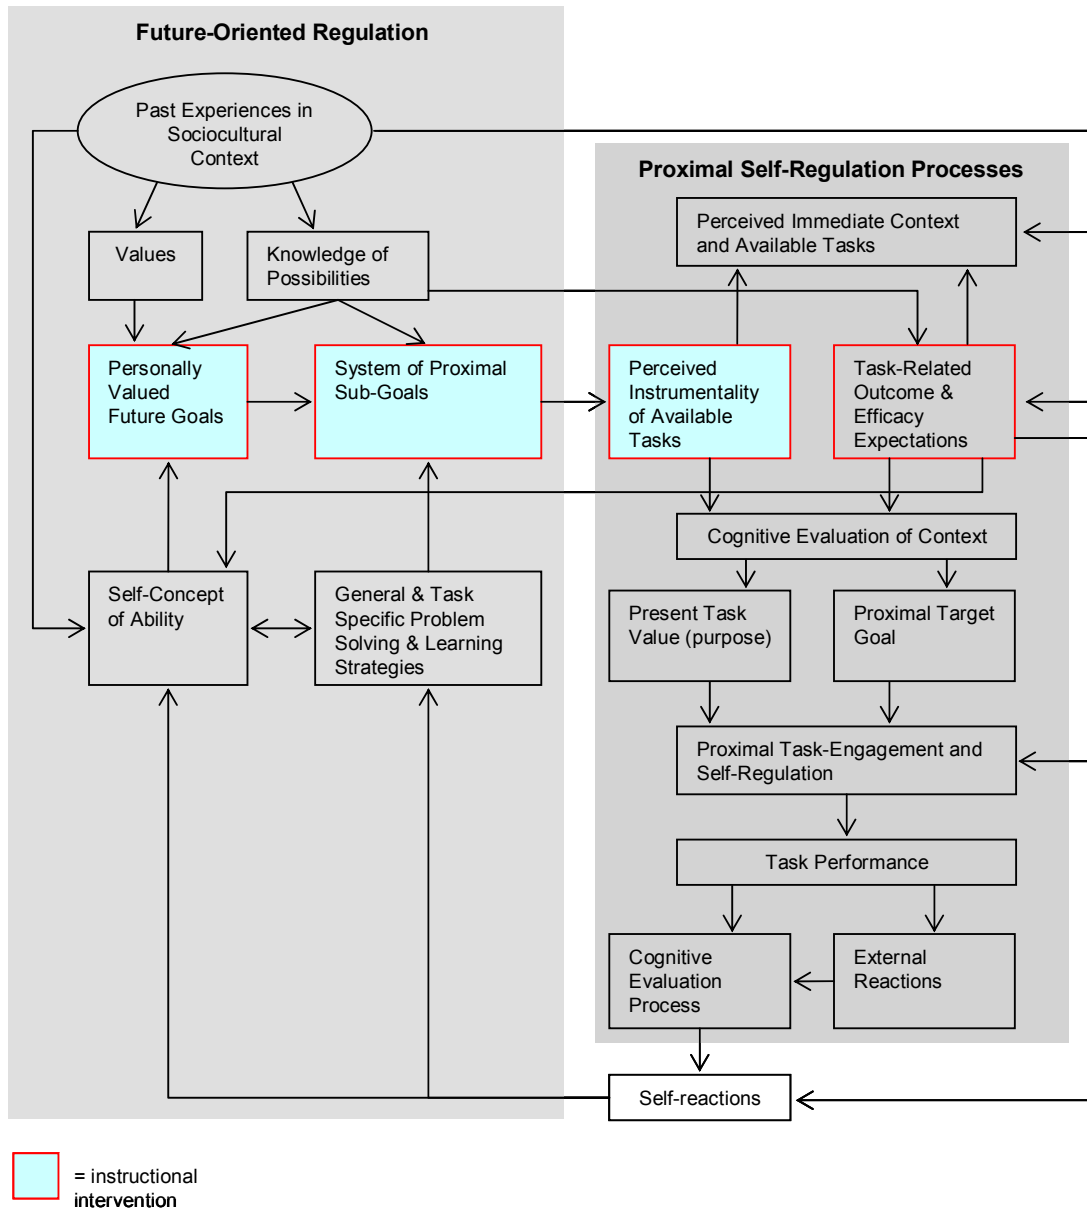 Future-Oriented Regulation
Past Experiences in
Sociocultural
Context
Values
Knowledge of
Possibilities
Personally
Valued
Future Goals
System of Proximal
Sub-Goals
Self-Concept
of Ability
General & Task
Specific Problem
Solving & Learning
Strategies
Proximal Self-Regulation Processes
Perceived Immediate Context
and Available Tasks
Perceived
Instrumentality
of Available
Tasks
Task-Related
Outcome &
Efficacy
Expectations
Cognitive Evaluation of Context
Present Task
Value (purpose)
Proximal Target
Goal
Proximal Task-Engagement and
Self-Regulation
Task Performance
Cognitive
Evaluation
Process
External
Reactions
Self-reactions
= instructional
intervention